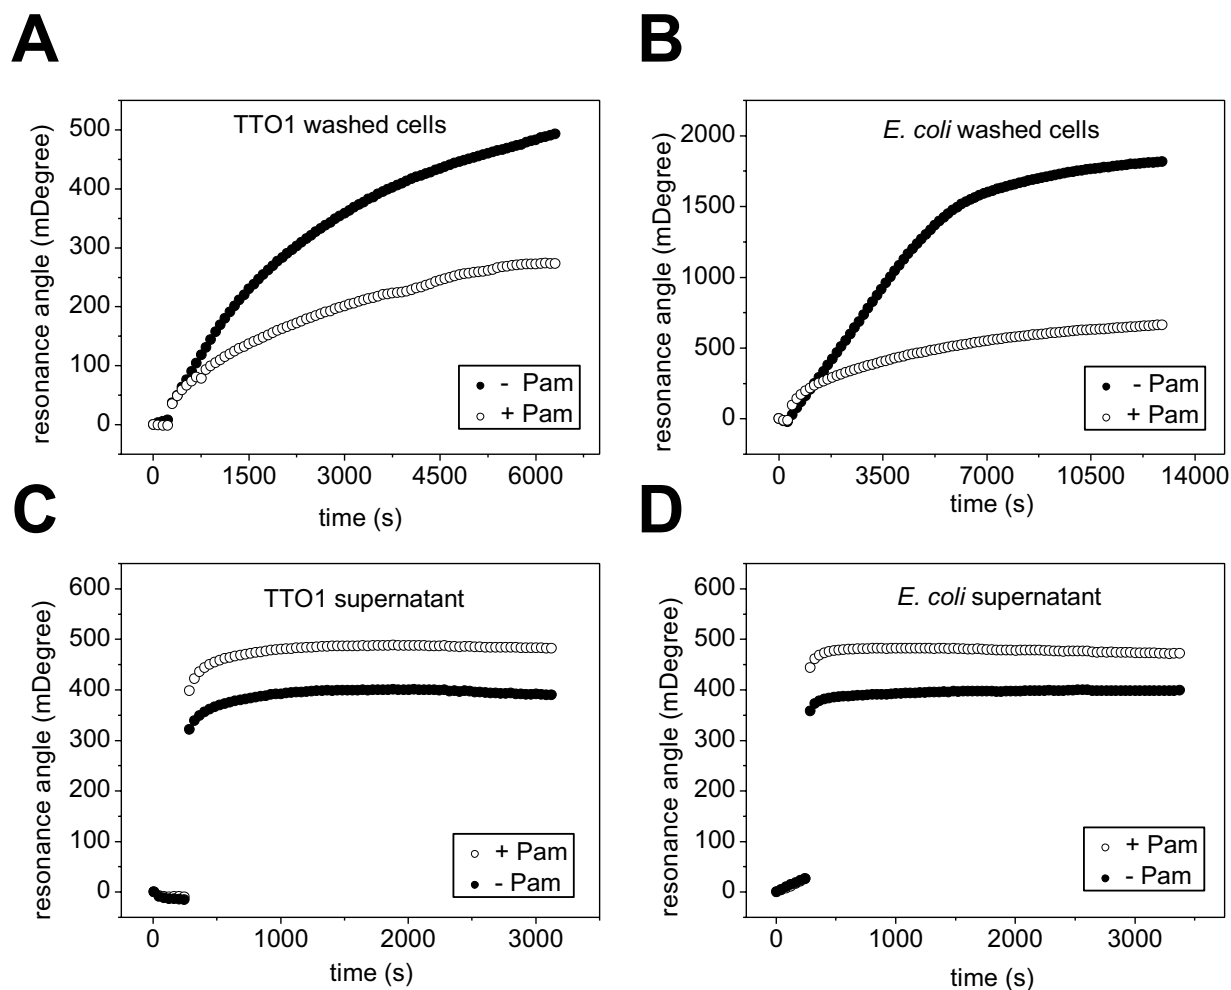 A
TTO1 washed cells
resonance angle (mDegree)
500
400
300
200
100
0
- Pam
+ Pam
0 1500 3000 4500 6000
time (s)
B
E. coli washed cells
resonance angle (mDegree)
2000
1500
1000
500
0
- Pam
+ Pam
0 3500 7000 10500 14000
time (s)
C
TTO1 supernatant
resonance angle (mDegree)
600
500
400
300
200
100
0
+ Pam
- Pam
0 1000 2000 3000
time (s)
D
E. coli supernatant
resonance angle (mDegree)
600
500
400
300
200
100
0
+ Pam
- Pam
0 1000 2000 3000
time (s)